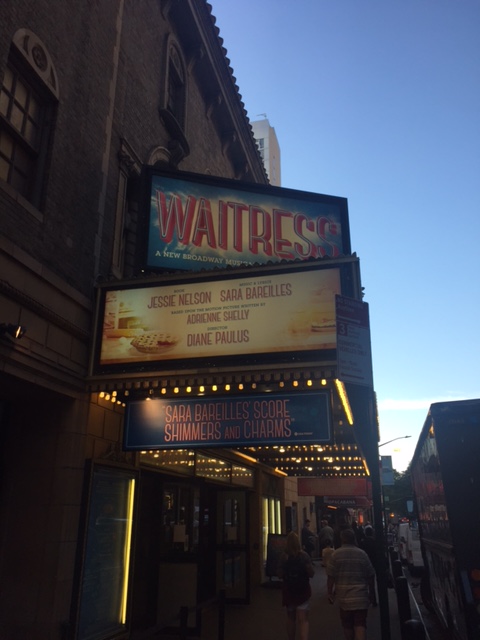 WAITRESS
A NEW BROADWAY MUSICAL
BOOK MUSIC & LYRICS
JESSIE NELSON SARA BAREILLES
BASED UPON THE MOTION PICTURE WRITTEN BY
ADRIENNE SHELLY
DIRECTOR
DIANE PAULUS
"SARA BAREILLES' SCORE
SHIMMERS AND CHARMS"